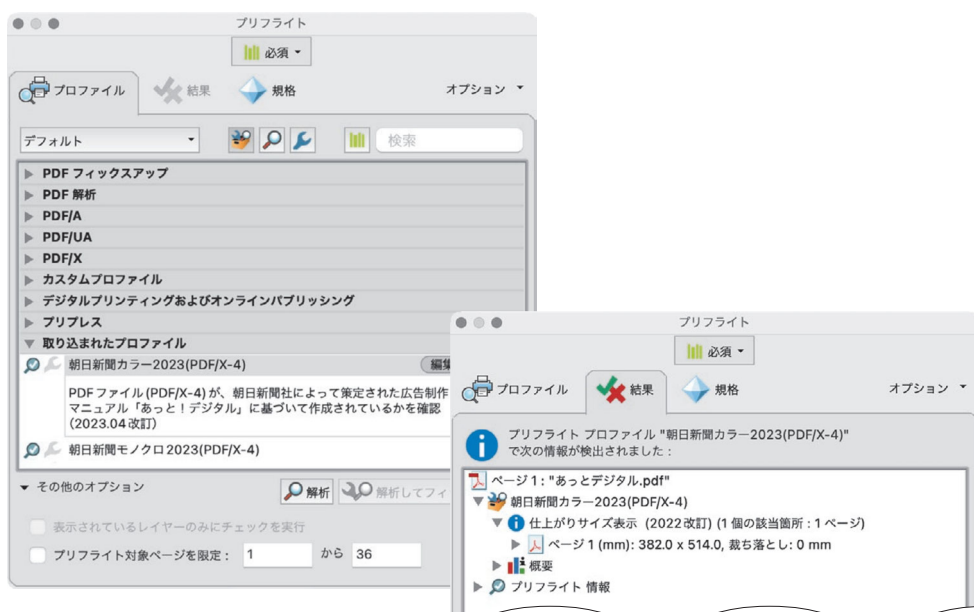 プリフライト
必須
プロファイル
結果
規格
オプション
デフォルト
検索
PDF フィックスアップ
PDF 解析
PDF/A
PDF/UA
PDF/X
カスタムプロファイル
デジタルプリンティングおよびオンラインパブリッシング
プリプレス
取り込まれたプロファイル
朝日新聞カラー2023(PDF/X-4)
編集
PDF ファイル (PDF/X-4) が、朝日新聞社によって策定された広告制作
マニュアル「あっと！デジタル」に基づいて作成されているかを確認
(2023.04 改訂)
朝日新聞モノクロ2023(PDF/X-4)
その他のオプション
解析
解析してフィ
表示されているレイヤーのみにチェックを実行
プリフライト対象ページを限定： 1 から 36
プリフライト
必須
プロファイル
結果
規格
オプション
プリフライト プロファイル "朝日新聞カラー2023(PDF/X-4)"
で次の情報が検出されました：
ページ 1 : "あっとデジタル.pdf"
朝日新聞カラー2023(PDF/X-4)
仕上がりサイズ表示 (2022 改訂) (1 個の該当箇所 : 1 ページ)
ページ 1 (mm): 382.0 x 514.0, 裁ち落とし: 0 mm
概要
プリフライト 情報